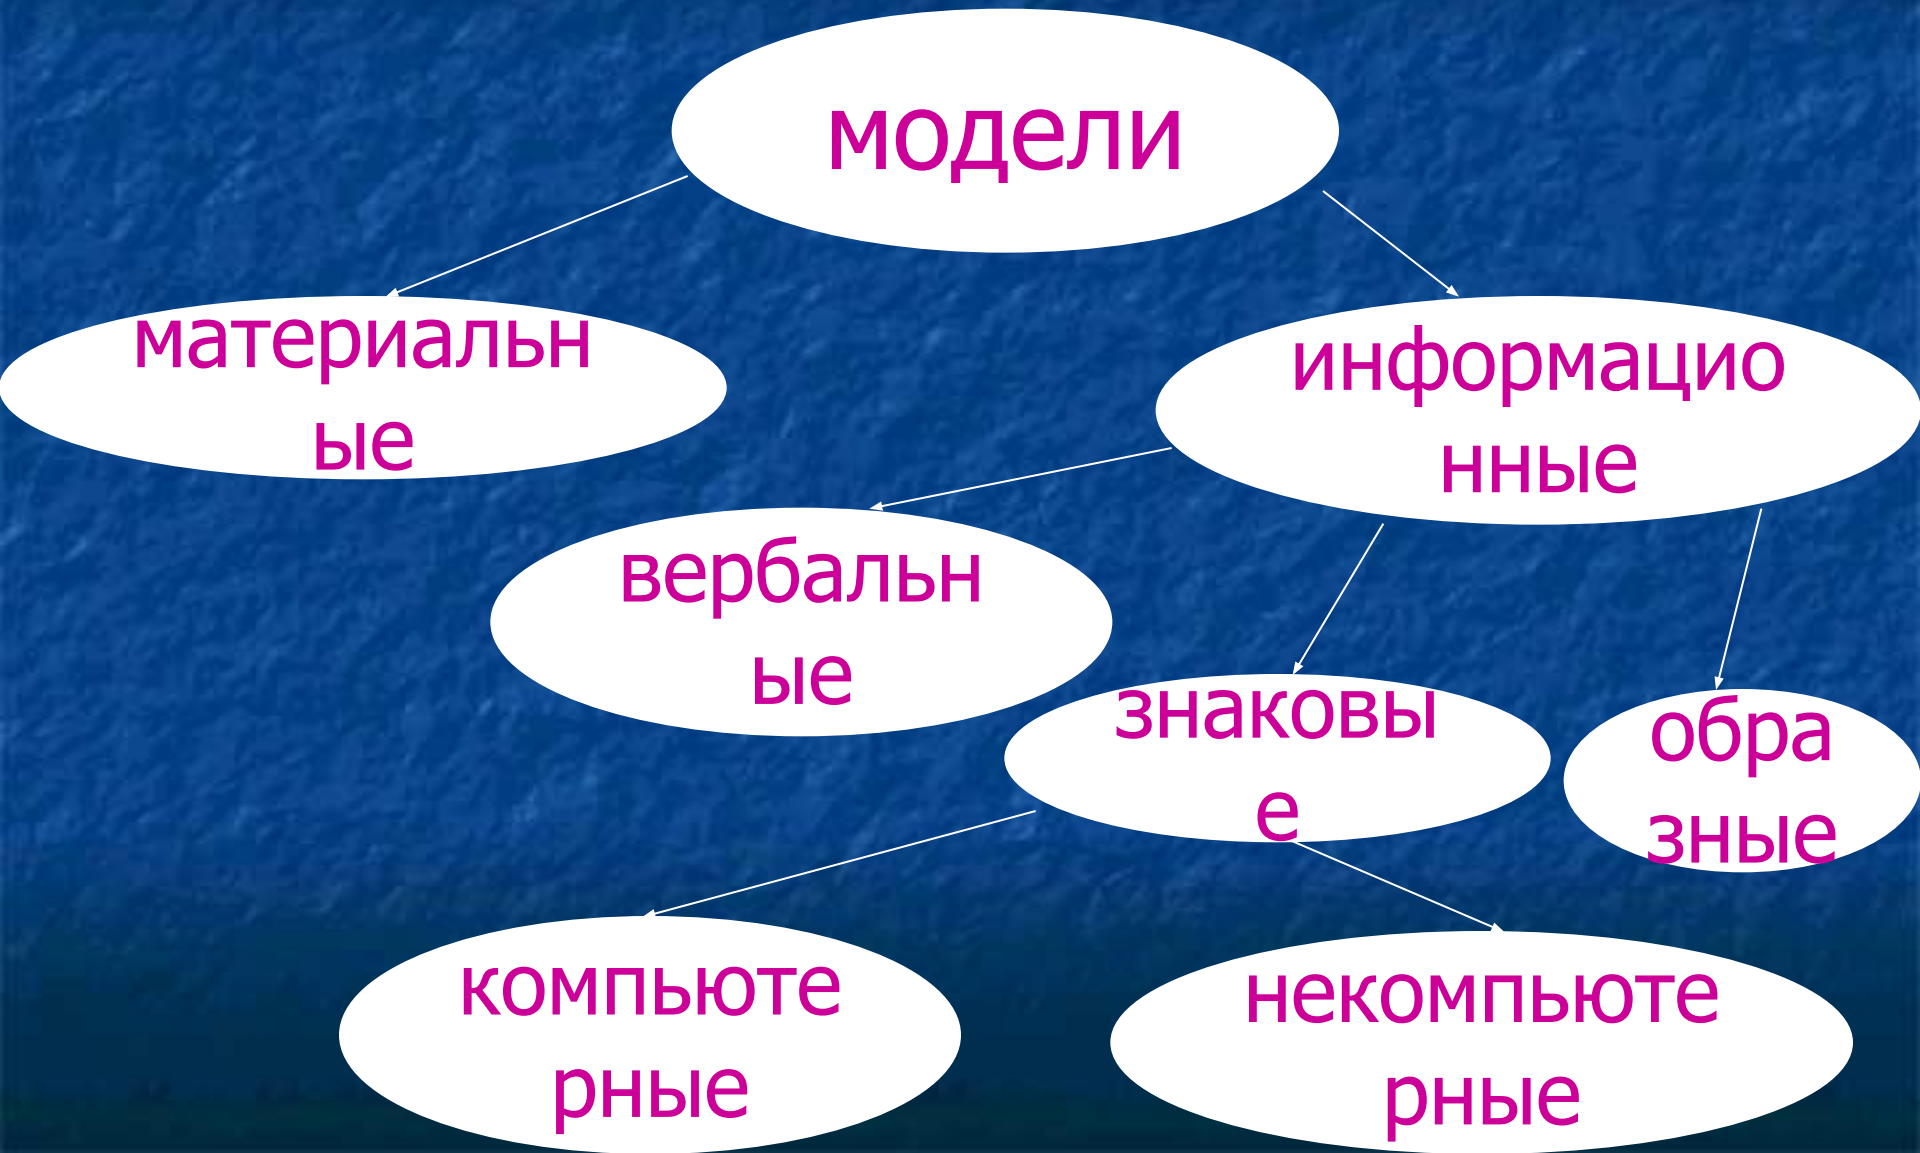 модели
материальн
ые
информацио
нные
вербальн
ые
знаковы
е
обра
зные
компьюте
рные
некомпьюте
рные